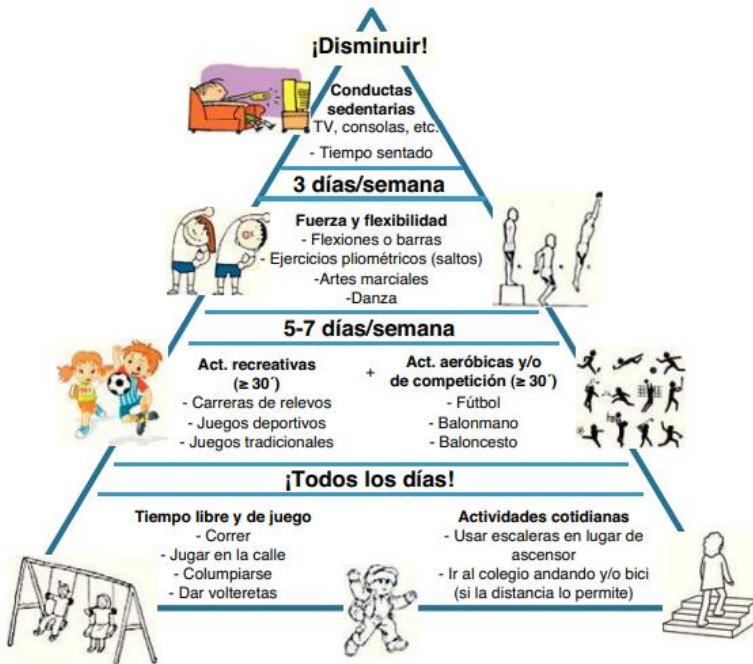 ¡Disminuir!
Conductas
sedentarias
TV, consolas, etc.
- Tiempo sentado
3 días/semana
Fuerza y flexibilidad
- Flexiones o barras
- Ejercicios pliométricos (saltos)
-Artes marciales
-Danza
5-7 días/semana
Act. recreativas
(≥ 30´)
- Carreras de relevos
- Juegos deportivos
- Juegos tradicionales
+
Act. aeróbicas y/o
de competición (≥ 30´)
- Fútbol
- Balonmano
- Baloncesto
¡Todos los días!
Tiempo libre y de juego
- Correr
- Jugar en la calle
- Columpiarse
- Dar volteretas
Actividades cotidianas
- Usar escaleras en lugar de
ascensor
- Ir al colegio andando y/o bici
(si la distancia lo permite)